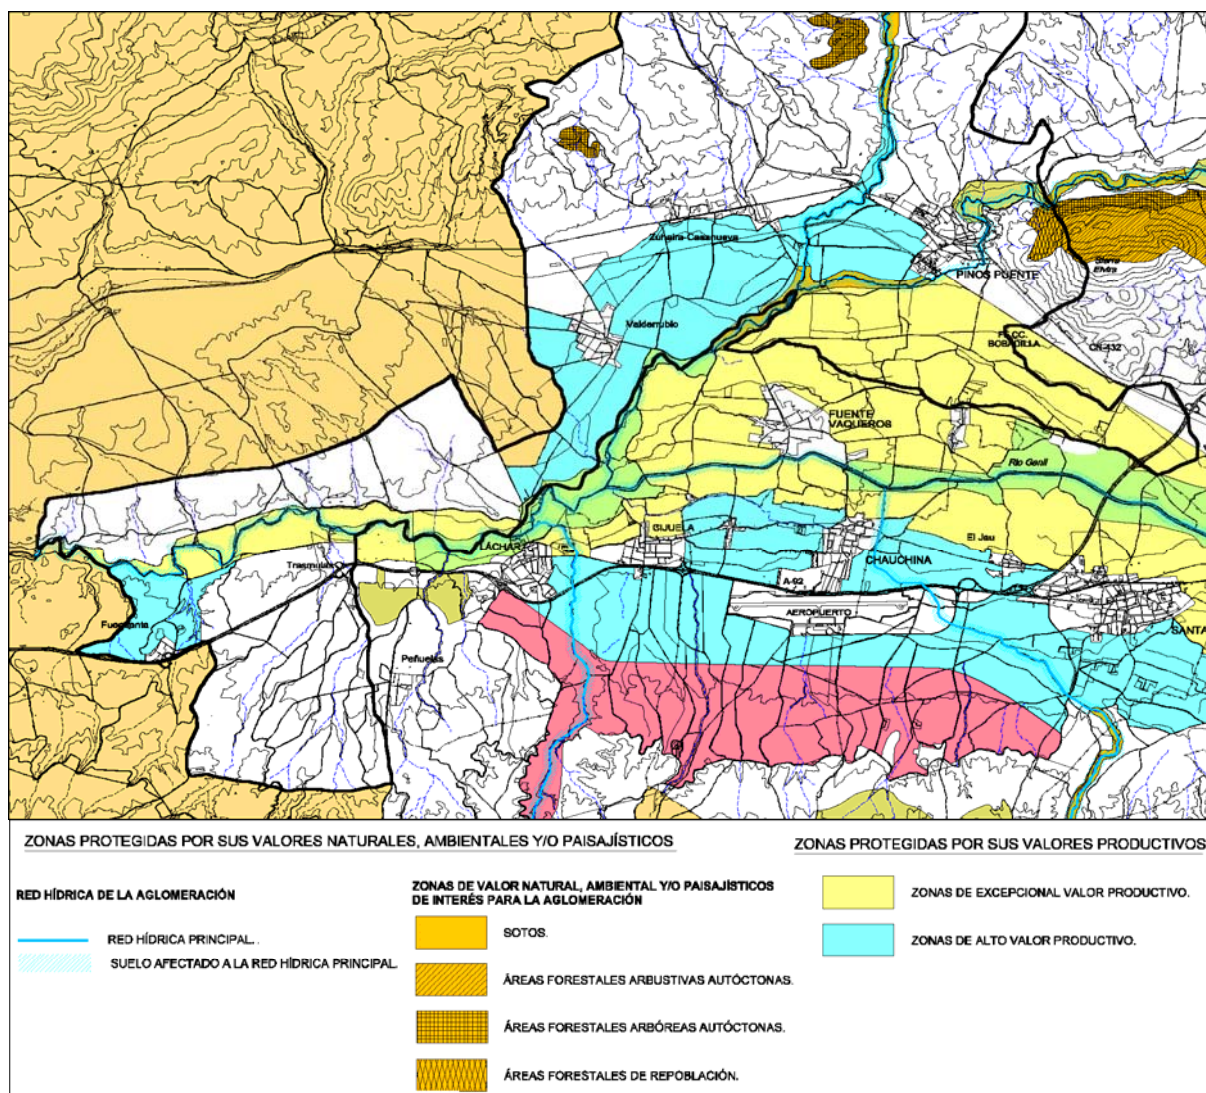 Zuhaira-Casanueva
PINOS PUENTE
Sierra
Elvira
Valderrubio
FF.CC.
BOBADILLA
CN-432
FUENTE
VAQUEROS
Rio Genil
LACHAR
CIJUELA
El Jau
CHAUCHINA
Trasmulas
A-92
AEROPUERTO
Fuensanta
SANTA
Peñuelas
ZONAS PROTEGIDAS POR SUS VALORES NATURALES, AMBIENTALES Y/O PAISAJÍSTICOS
RED HÍDRICA DE LA AGLOMERACIÓN
RED HÍDRICA PRINCIPAL..
SUELO AFECTADO A LA RED HÍDRICA PRINCIPAL.
ZONAS DE VALOR NATURAL, AMBIENTAL Y/O PAISAJÍSTICOS
DE INTERÉS PARA LA AGLOMERACIÓN
SOTOS.
ÁREAS FORESTALES ARBUSTIVAS AUTÓCTONAS.
ÁREAS FORESTALES ARBÓREAS AUTÓCTONAS.
ÁREAS FORESTALES DE REPOBLACIÓN.
ZONAS PROTEGIDAS POR SUS VALORES PRODUCTIVOS
ZONAS DE EXCEPCIONAL VALOR PRODUCTIVO.
ZONAS DE ALTO VALOR PRODUCTIVO.